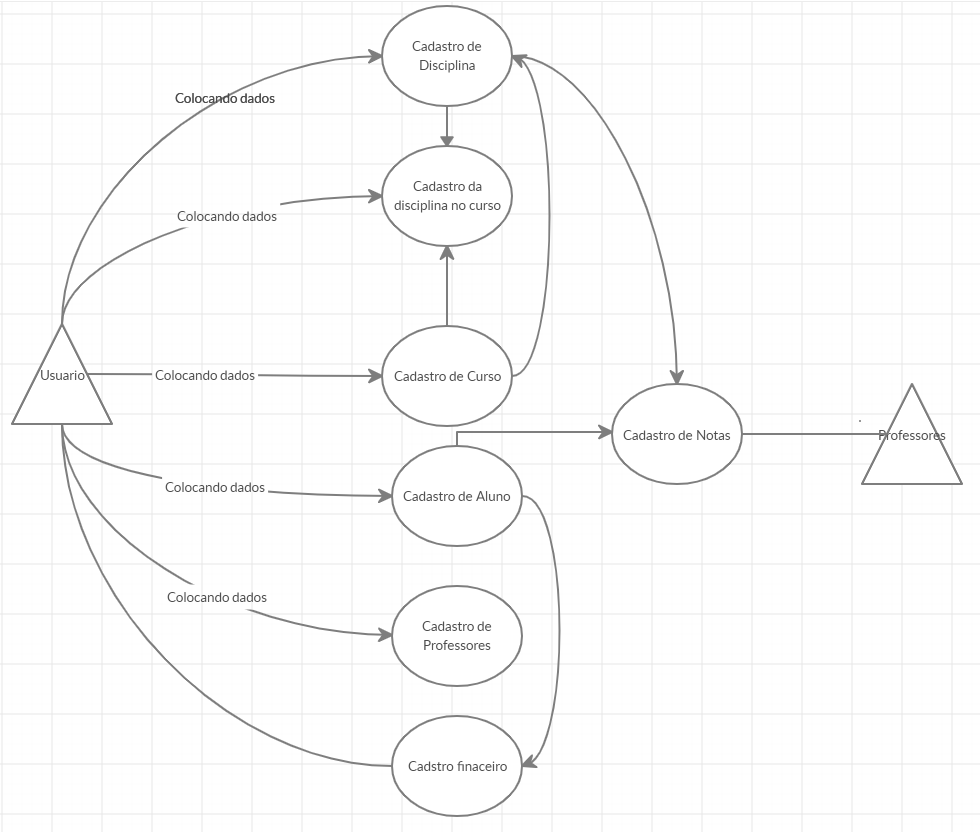 Cadastro de
Disciplina
Colocando dados
Cadastro da
disciplina no curso
Colocando dados
Usuario
Colocando dados
Cadastro de Curso
Cadastro de Notas
Professores
Colocando dados
Cadastro de Aluno
Colocando dados
Cadastro de
Professores
Cadstro finaceiro